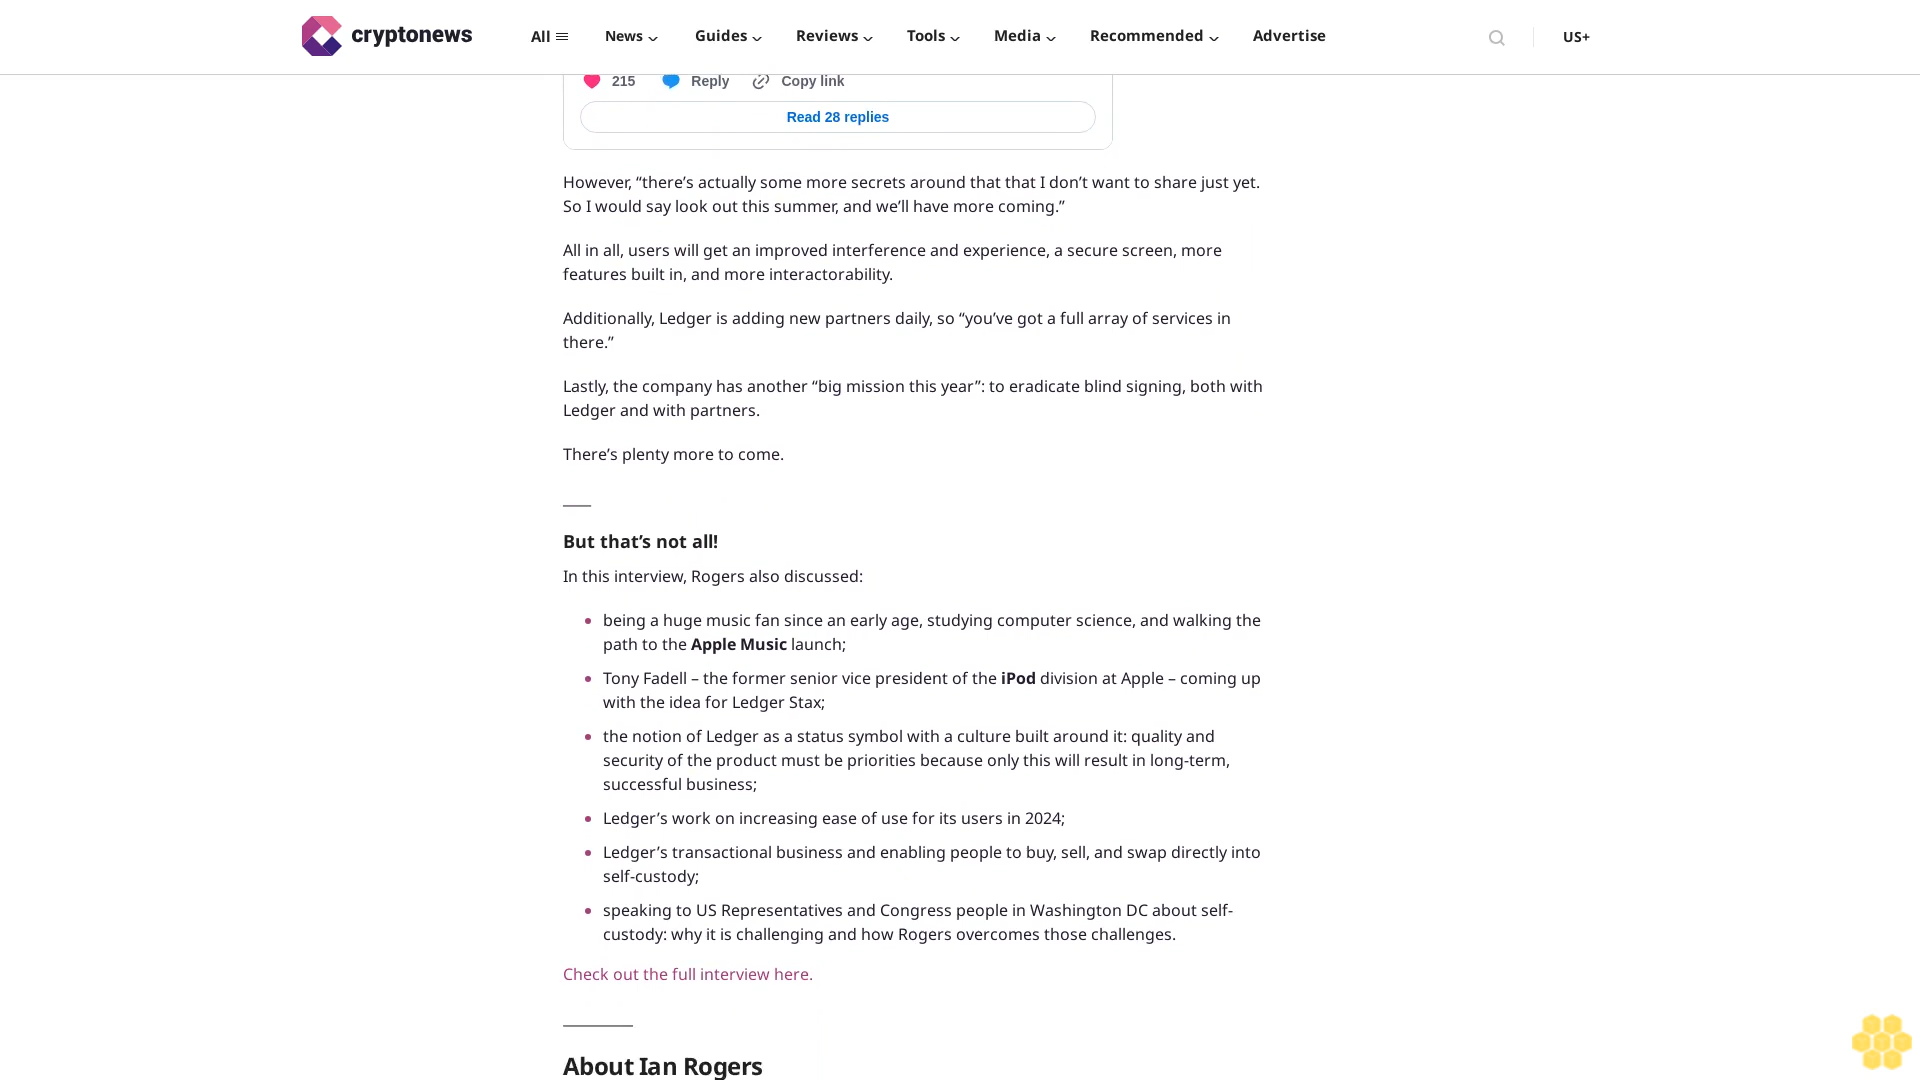 cryptonews
All
News
Guides
Reviews
Tools
Media
Recommended
Advertise
US+
215
Reply
Copy link
Read 28 replies
However, “there’s actually some more secrets around that that I don’t want to share just yet.
So I would say look out this summer, and we’ll have more coming.”
All in all, users will get an improved interference and experience, a secure screen, more
features built in, and more interactorability.
Additionally, Ledger is adding new partners daily, so “you’ve got a full array of services in
there.”
Lastly, the company has another “big mission this year”: to eradicate blind signing, both with
Ledger and with partners.
There’s plenty more to come.
____
But that’s not all!
In this interview, Rogers also discussed:
being a huge music fan since an early age, studying computer science, and walking the
path to the Apple Music launch;
Tony Fadell – the former senior vice president of the iPod division at Apple – coming up
with the idea for Ledger Stax;
the notion of Ledger as a status symbol with a culture built around it: quality and
security of the product must be priorities because only this will result in long-term,
successful business;
Ledger’s work on increasing ease of use for its users in 2024;
Ledger’s transactional business and enabling people to buy, sell, and swap directly into
self-custody;
speaking to US Representatives and Congress people in Washington DC about self-
custody: why it is challenging and how Rogers overcomes those challenges.
Check out the full interview here.
__________
About Ian Rogers